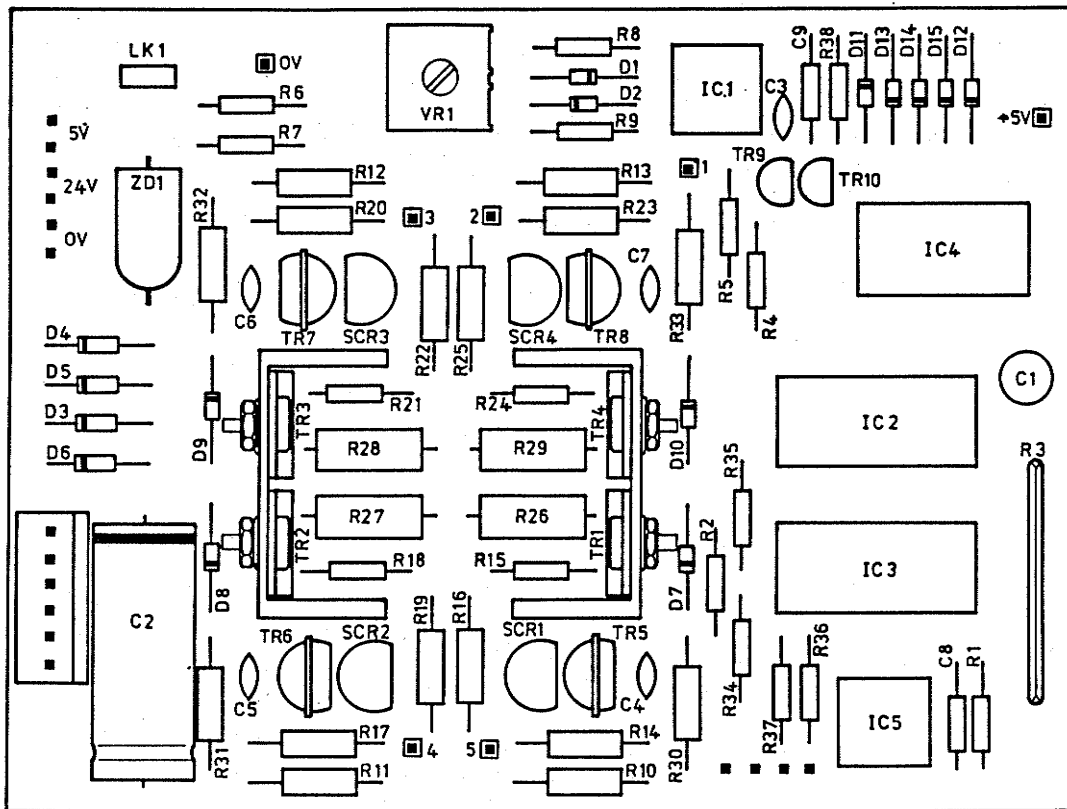 LK1
0V
R6
R7
5V
24V
0V
ZD1
R32
R12
R20
VR1
R8
D1
D2
R9
IC1
C3
C9
R38
D11
D13
D14
D15
D12
+5V
TR9
TR10
1
R13
R23
3
2
C6
TR7
SCR3
R22
R25
SCR4
TR8
C7
R33
R5
R4
IC4
D4
D5
D3
D6
D9
TR3
R21
R28
R24
R29
TR4
D10
IC2
C1
R3
R35
R27
R26
TR2
TR1
R18
R15
D8
D7
R2
IC3
C2
TR6
SCR2
R19
R16
SCR1
TR5
C5
C4
R31
R17
R11
4
5
R14
R10
R30
R34
R37
R36
IC5
C8
R1